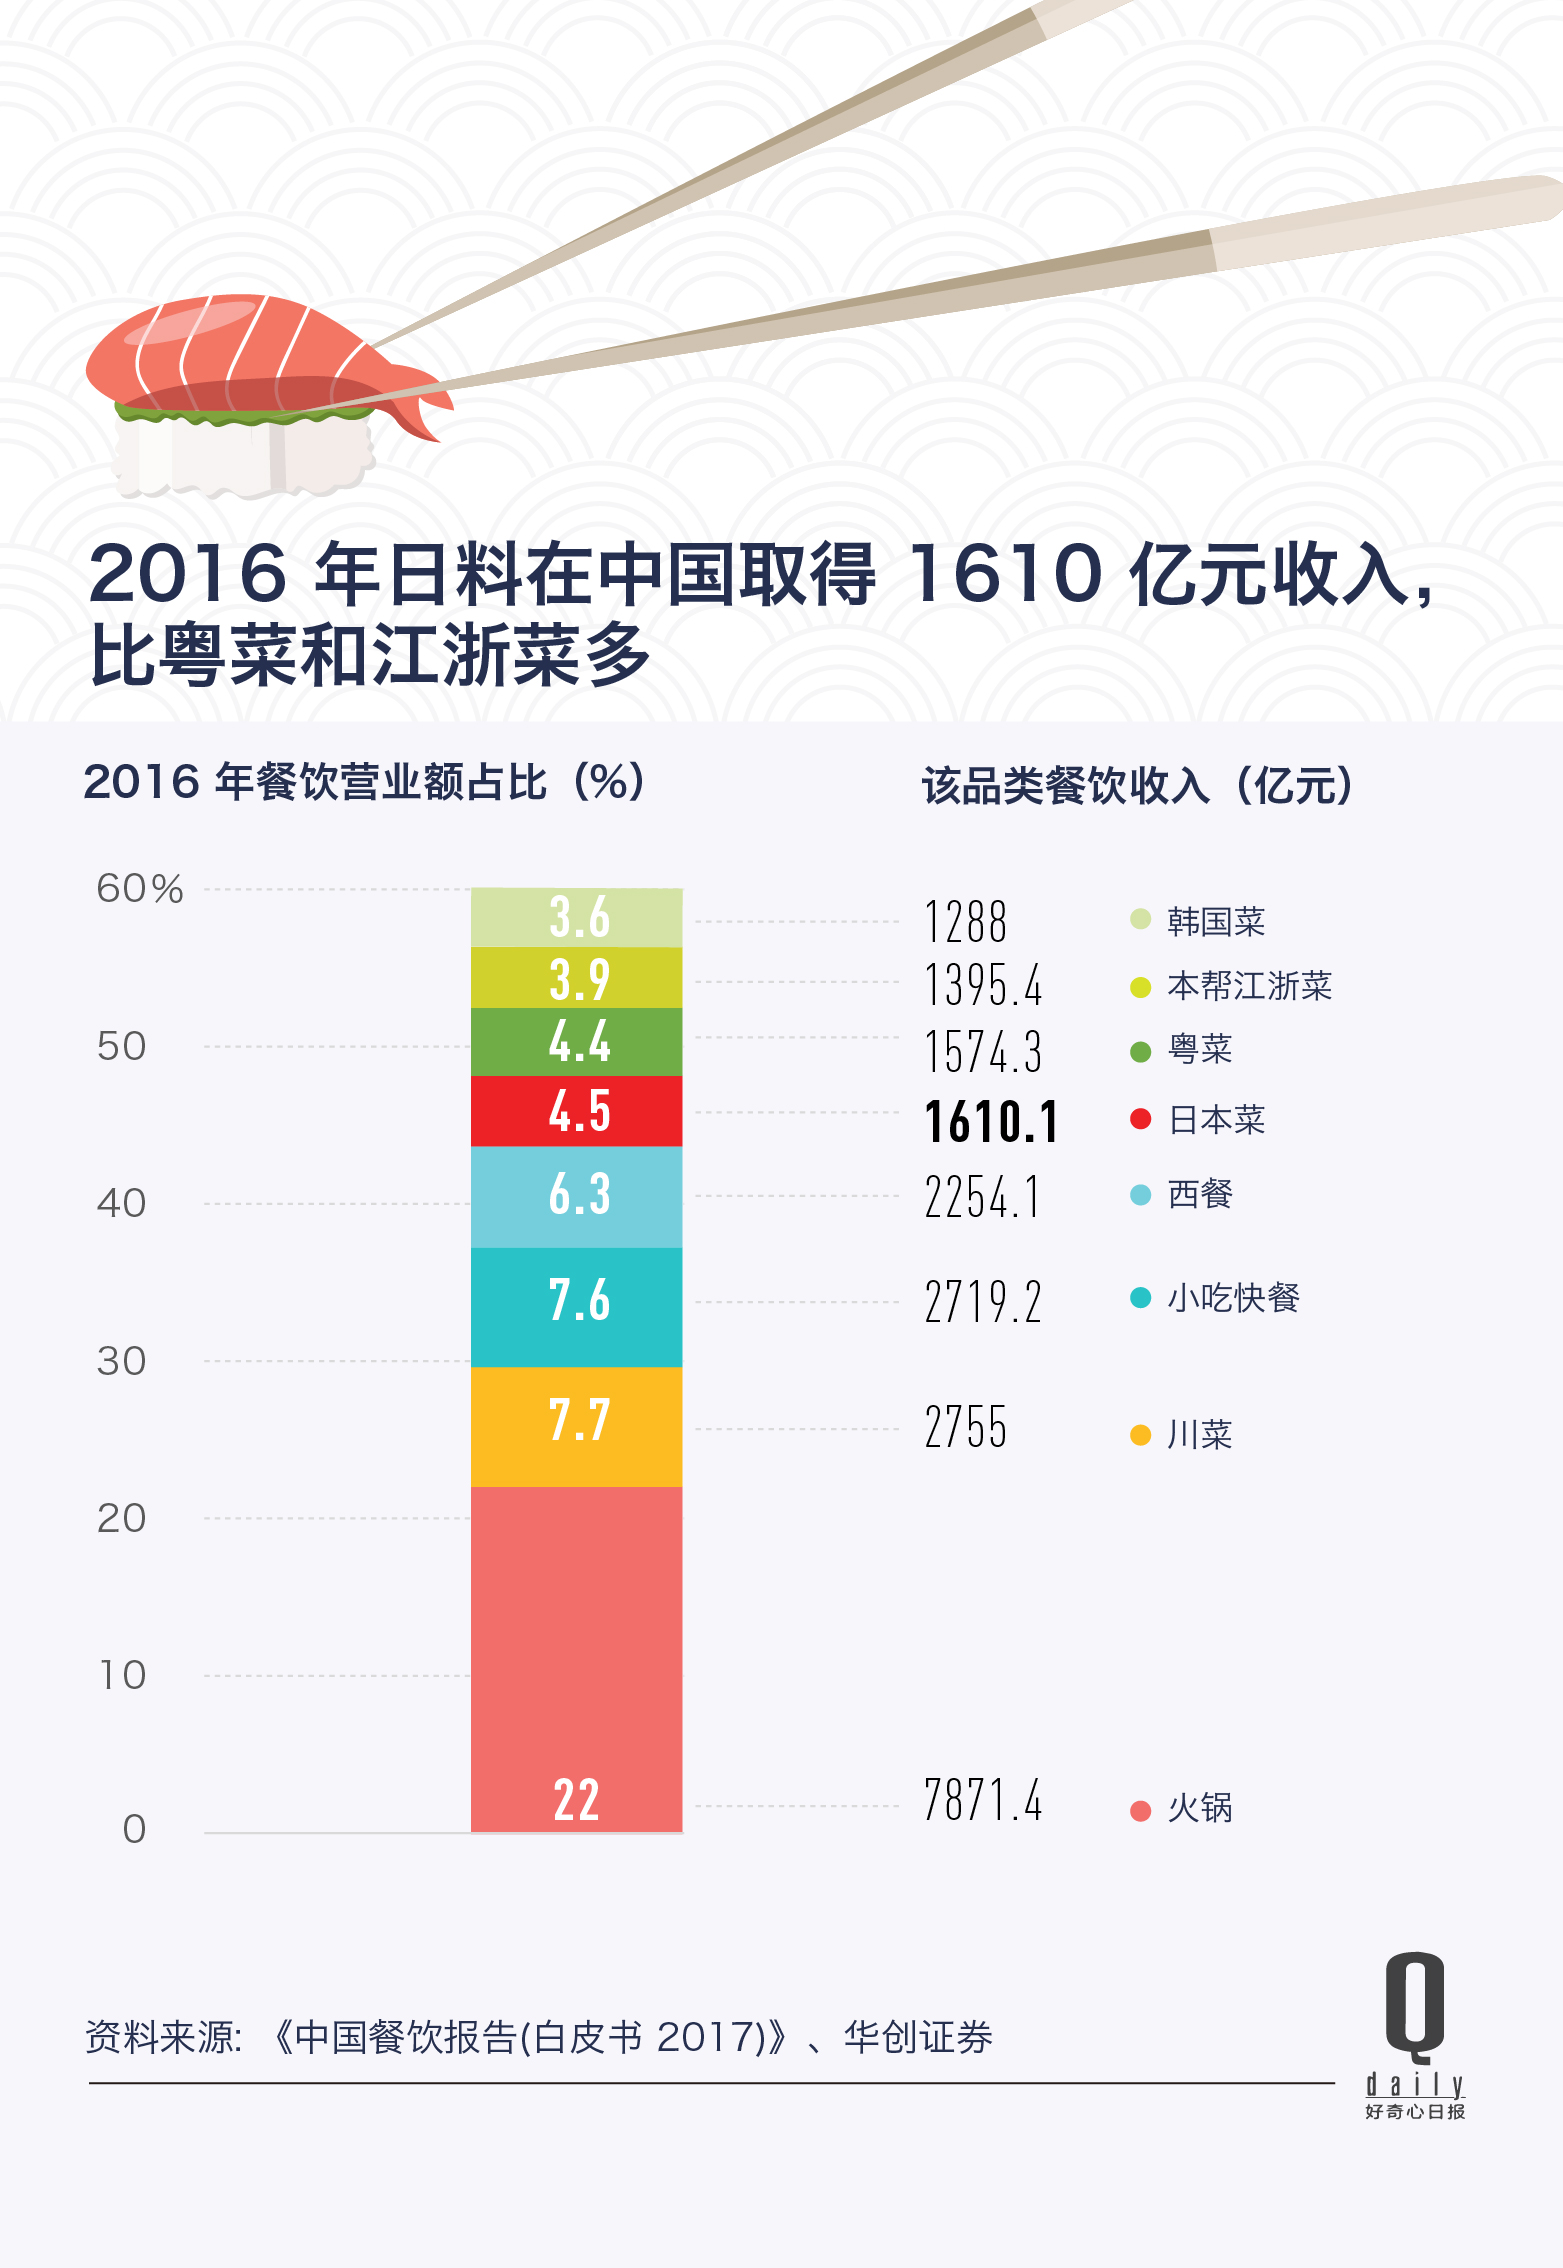 2016 年日料在中国取得 1610 亿元收入,
比粤菜和江浙菜多
2016 年餐饮营业额占比（%）
该品类餐饮收入（亿元）
60%
3.6
1288
韩国菜
3.9
1395.4
本帮江浙菜
50
4.4
1574.3
粤菜
4.5
1610.1
日本菜
40
6.3
2254.1
西餐
7.6
2719.2
小吃快餐
30
7.7
2755
川菜
20
10
22
7871.4
火锅
0
资料来源: 《中国餐饮报告(白皮书 2017)》、华创证券
Q
daily
好奇心日报